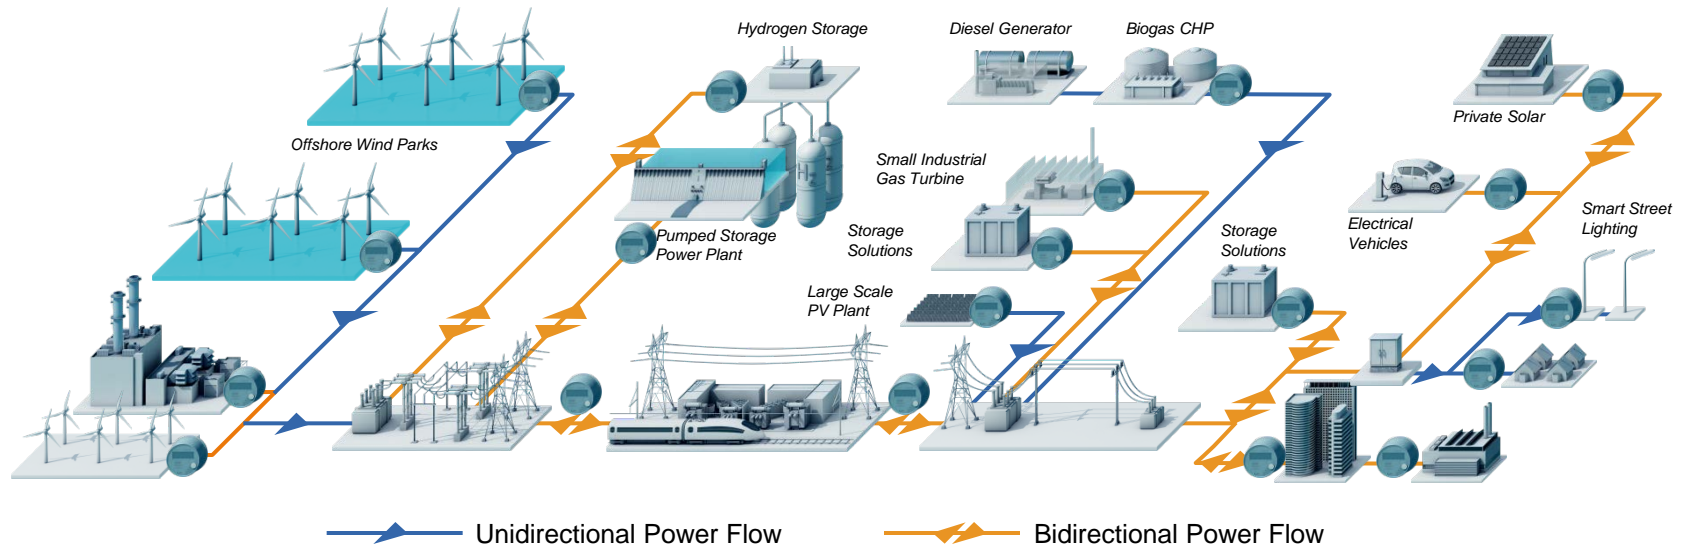 Hydrogen Storage
Diesel Generator
Biogas CHP
Offshore Wind Parks
Private Solar
Small Industrial
Gas Turbine
Electrical
Vehicles
Smart Street
Lighting
Pumped Storage
Power Plant
Storage
Solutions
Storage
Solutions
Large Scale
PV Plant
H2
Unidirectional Power Flow
Bidirectional Power Flow